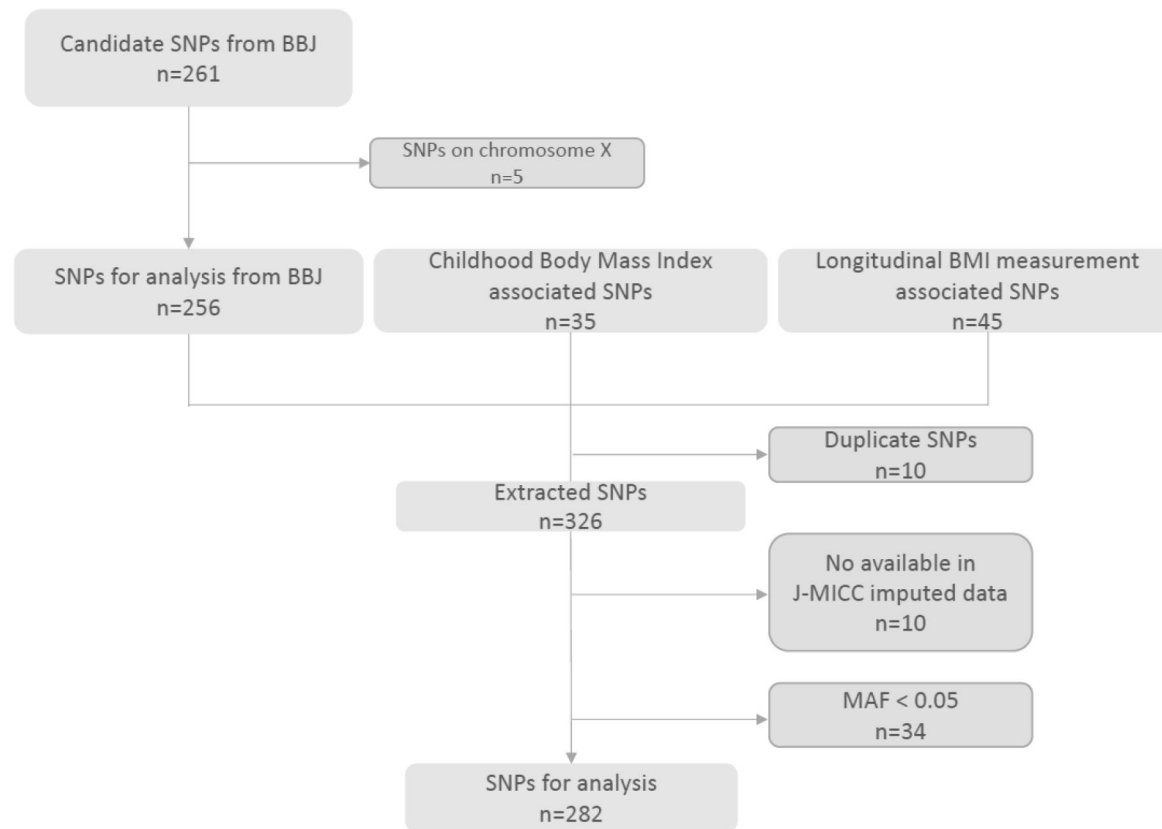 Candidate SNPs from BBJ
n=261
SNPs on chromosome X
n=5
SNPs for analysis from BBJ
n=256
Childhood Body Mass Index
associated SNPs
n=35
Longitudinal BMI measurement
associated SNPs
n=45
Duplicate SNPs
n=10
Extracted SNPs
n=326
No available in
J-MICC imputed data
n=10
MAF < 0.05
n=34
SNPs for analysis
n=282